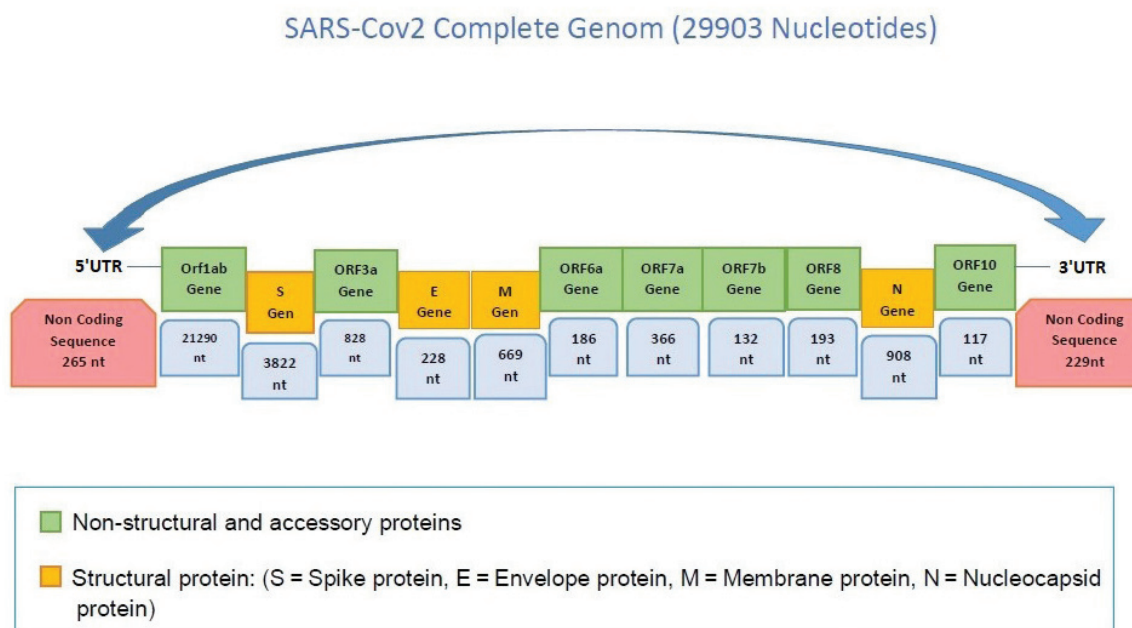 SARS-Cov2 Complete Genom (29903 Nucleotides)
5'UTR
Orf1ab
Gene
S
Gen
ORF3a
Gene
E
Gene
M
Gen
ORF6a
Gene
ORF7a
Gene
ORF7b
Gene
ORF8
Gene
N
Gene
ORF10
Gene
3'UTR
Non Coding
Sequence
265 nt
21290
nt
3822
nt
828
nt
228
nt
669
nt
186
nt
366
nt
132
nt
193
nt
908
nt
117
nt
Non Coding
Sequence
229nt
Non-structural and accessory proteins
Structural protein: (S = Spike protein, E = Envelope protein, M = Membrane protein, N = Nucleocapsid
protein)